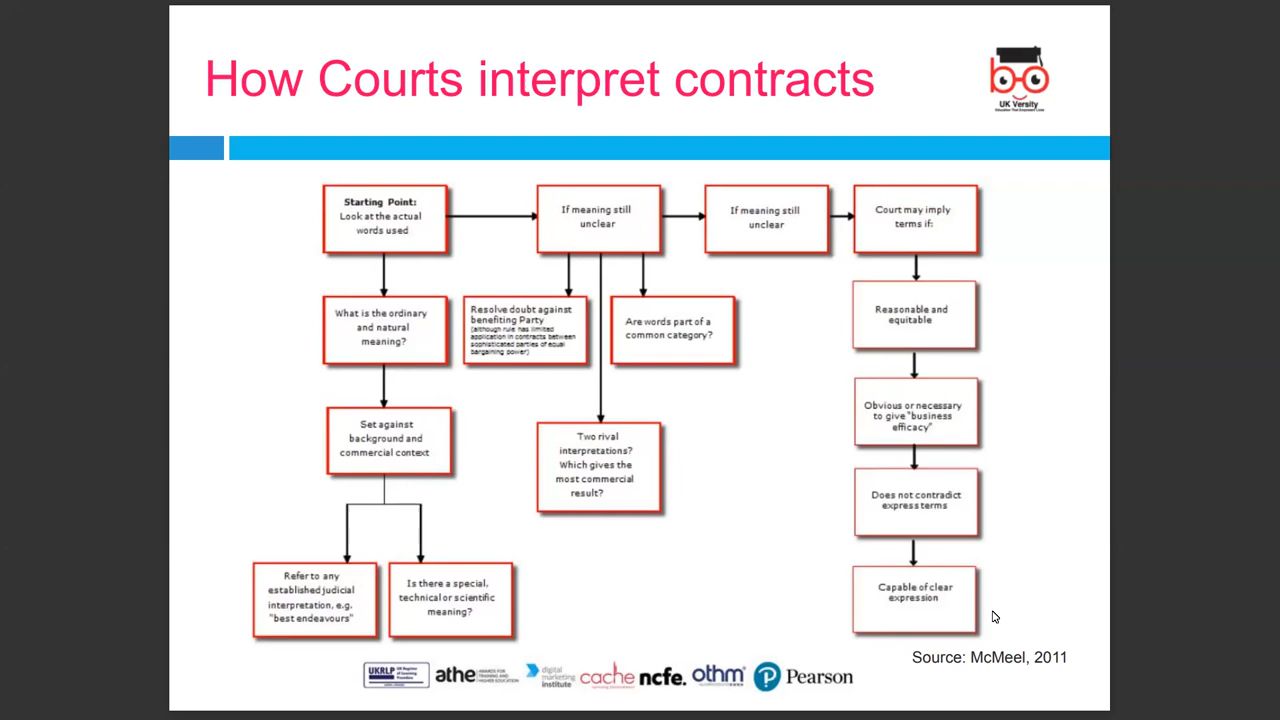 How Courts interpret contracts
UK Versity
Starting Point:
Look at the actual
words used
If meaning still
unclear
If meaning still
unclear
Court may imply
terms if:
What is the ordinary
and natural
meaning?
Resolve doubt against
benefiting Party
(although rule has limited
application in contracts between
sophisticated parties of equal
bargaining power)
Are words part of a
common category?
Reasonable and
equitable
Set against
background and
commercial context
Two rival
interpretations?
Which gives the
most commercial
result?
Obvious or necessary
to give "business
efficacy"
Does not contradict
express terms
Refer to any
established judicial
interpretation, e.g.
"best endeavours"
Is there a special,
technical or scientific
meaning?
Capable of clear
expression
Source: McMeel, 2011
UKRLP
athe
AWARDS FOR
TRAINING AND
HIGHER EDUCATION
digital
marketing
institute
cache
ncfe.
othm
Pearson